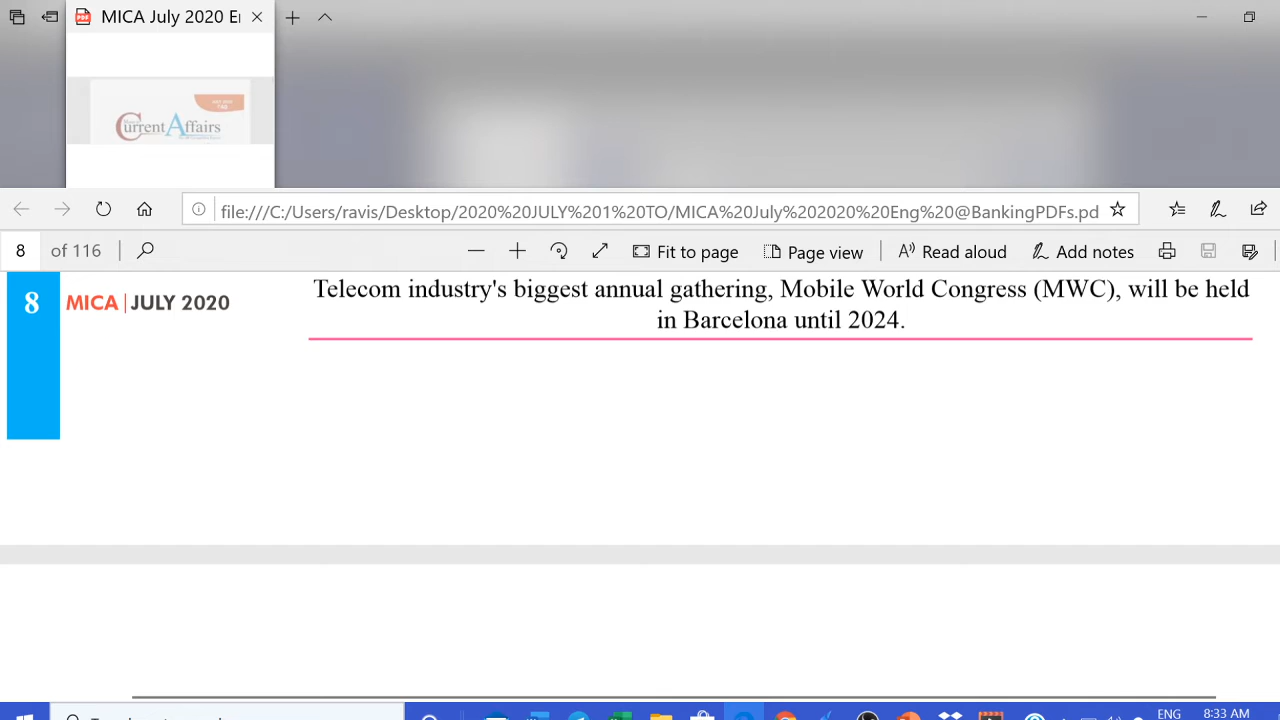 MICA July 2020 E
Current Affairs
file:///C:/Users/ravis/Desktop/2020%20JULY%201%20TO/MICA%20July%202020%20Eng%20@BankingPDFs.pd
8 of 116
Fit to page
Page view
Read aloud
Add notes
8
MICA | JULY 2020
Telecom industry's biggest annual gathering, Mobile World Congress (MWC), will be held
in Barcelona until 2024.
ENG
8:33 AM